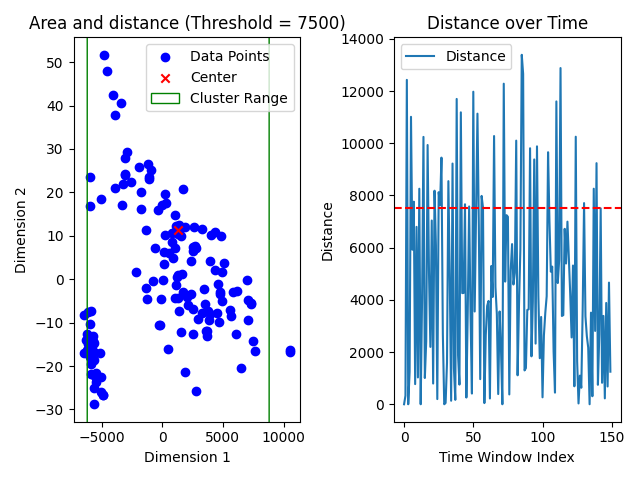 Area and distance (Threshold = 7500)
Data Points
Center
Cluster Range
50
40
30
20
10
0
−10
−20
−30
−5000
0
5000
10000
Dimension 1
Dimension 2
Distance over Time
Distance
14000
12000
10000
8000
6000
4000
2000
0
0
50
100
150
Time Window Index
Distance